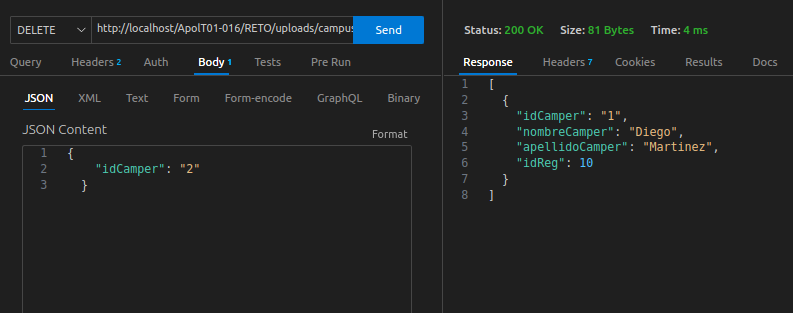 DELETE http://localhost/ApolT01-016/RETO/uploads/campus Send
Query Headers 2 Auth Body 1 Tests Pre Run
JSON XML Text Form Form-encode GraphQL Binary
JSON Content Format
1 {
2 "idCamper": "2"
3 }
Status: 200 OK Size: 81 Bytes Time: 4 ms
Response Headers 7 Cookies Results Docs
1 [
2 {
3 "idCamper": "1",
4 "nombreCamper": "Diego",
5 "apellidoCamper": "Martinez",
6 "idReg": 10
7 }
8 ]